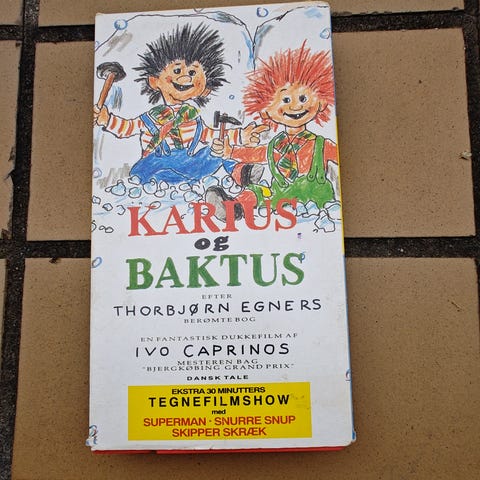 KARIUS
og
BAKTUS
EFTER
THORBJØRN EGNERS
BERØMTE BOG
EN FANTASTISK DUKKEFILM AF
IVO CAPRINOS
MESTEREN BAG
"BJERGKØBING GRAND PRIX"
DANSK TALE
EKSTRA 30 MINUTTERS
TEGNEFILMSHOW
med
SUPERMAN · SNURRE SNUP
SKIPPER SKRÆK